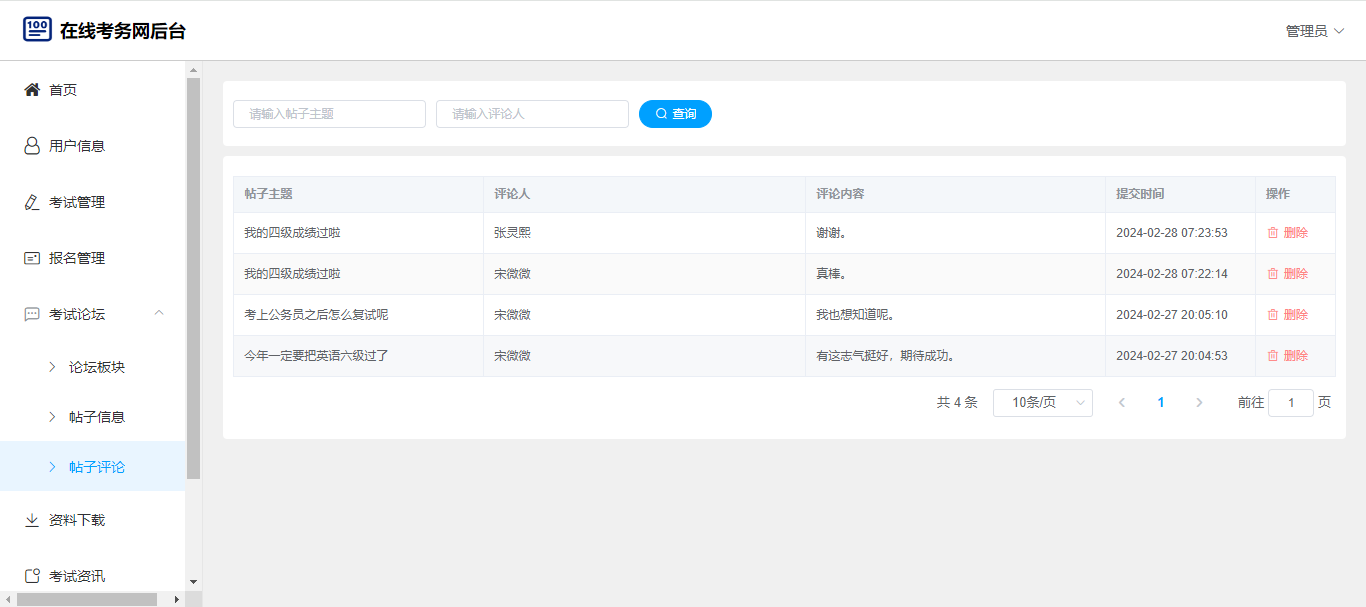 100 在线考务网后台
管理员
首页
用户信息
考试管理
报名管理
考试论坛
论坛板块
帖子信息
帖子评论
资料下载
考试资讯
请输入帖子主题 请输入评论人 查询
帖子主题 评论人 评论内容 提交时间 操作
我的四级成绩过啦 张灵熙 谢谢。 2024-02-28 07:23:53 删除
我的四级成绩过啦 宋微微 真棒。 2024-02-28 07:22:14 删除
考上公务员之后怎么复试呢 宋微微 我也想知道呢。 2024-02-27 20:05:10 删除
今年一定要把英语六级过了 宋微微 有这志气挺好，期待成功。 2024-02-27 20:04:53 删除
共 4 条 10条/页 1 前往 1 页